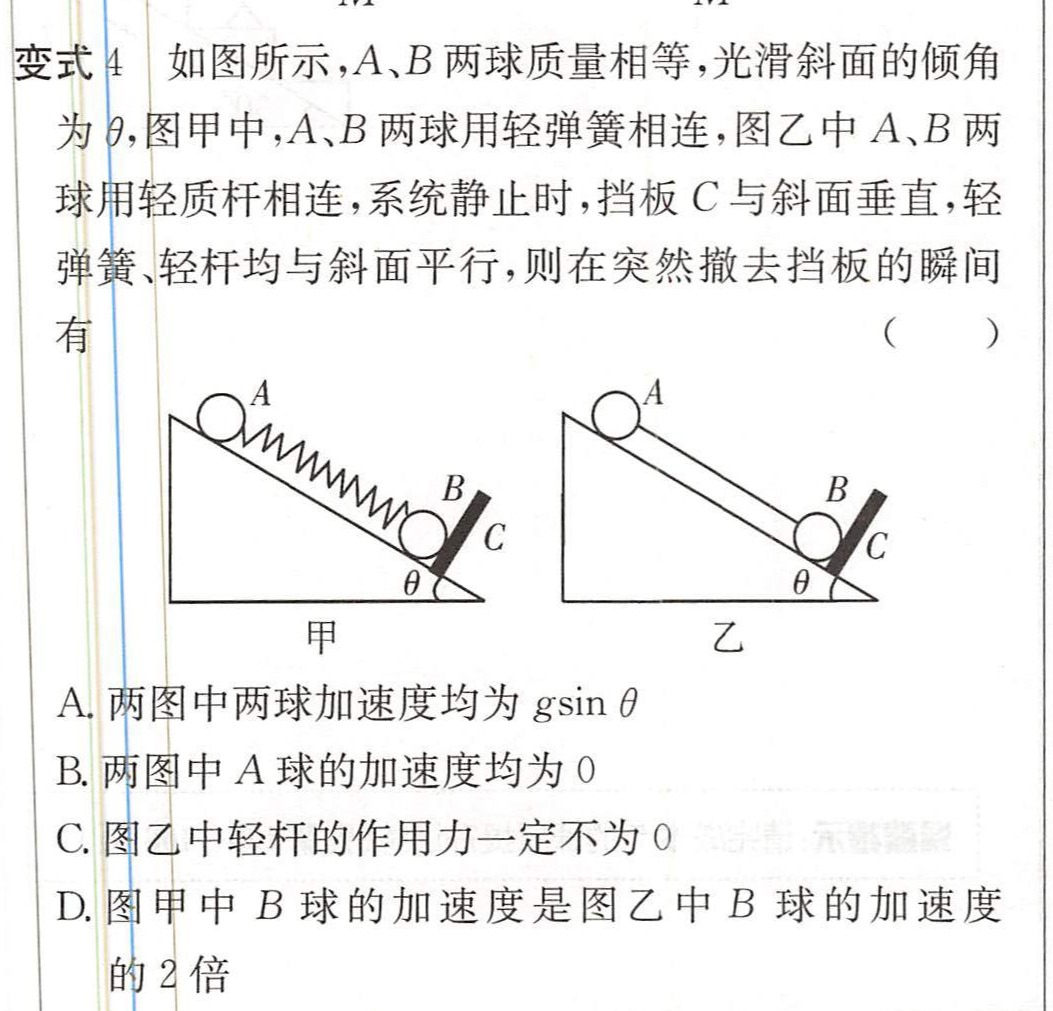 变式 4 如图所示,A、B 两球质量相等,光滑斜面的倾角
为 θ,图甲中,A、B 两球用轻弹簧相连,图乙中 A、B 两
球用轻质杆相连,系统静止时,挡板 C 与斜面垂直,轻
弹簧、轻杆均与斜面平行,则在突然撤去挡板的瞬间
有 ( )
A
B
C
θ
甲
A
B
C
θ
乙
A. 两图中两球加速度均为 gsin θ
B. 两图中 A 球的加速度均为 0
C. 图乙中轻杆的作用力一定不为 0
D. 图甲中 B 球的加速度是图乙中 B 球的加速度
的 2 倍